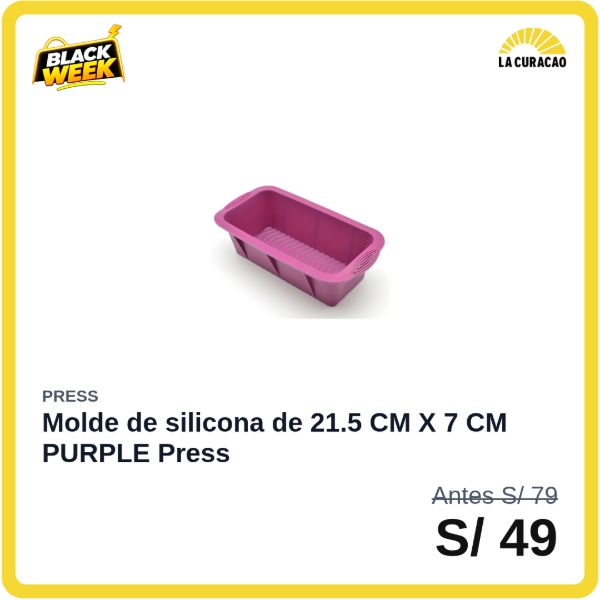 BLACK
WEEK
LA CURACAO
PRESS
Molde de silicona de 21.5 CM X 7 CM
PURPLE Press
Antes S/ 79
S/ 49